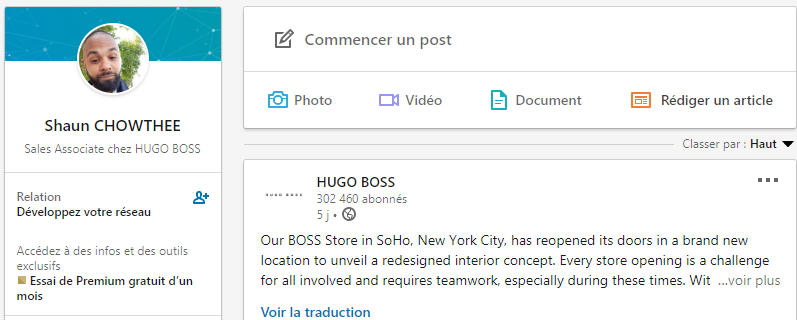 Shaun CHOWTHEE
Sales Associate chez HUGO BOSS
Relation
Développez votre réseau
Accédez à des infos et des outils
exclusifs
Essai de Premium gratuit d'un
mois
Commencer un post
Photo
Vidéo
Document
Rédiger un article
Classer par : Haut
HUGO BOSS
302 460 abonnés
5 j •
Our BOSS Store in SoHo, New York City, has reopened its doors in a brand new
location to unveil a redesigned interior concept. Every store opening is a challenge
for all involved and requires teamwork, especially during these times. Wit ...voir plus
Voir la traduction